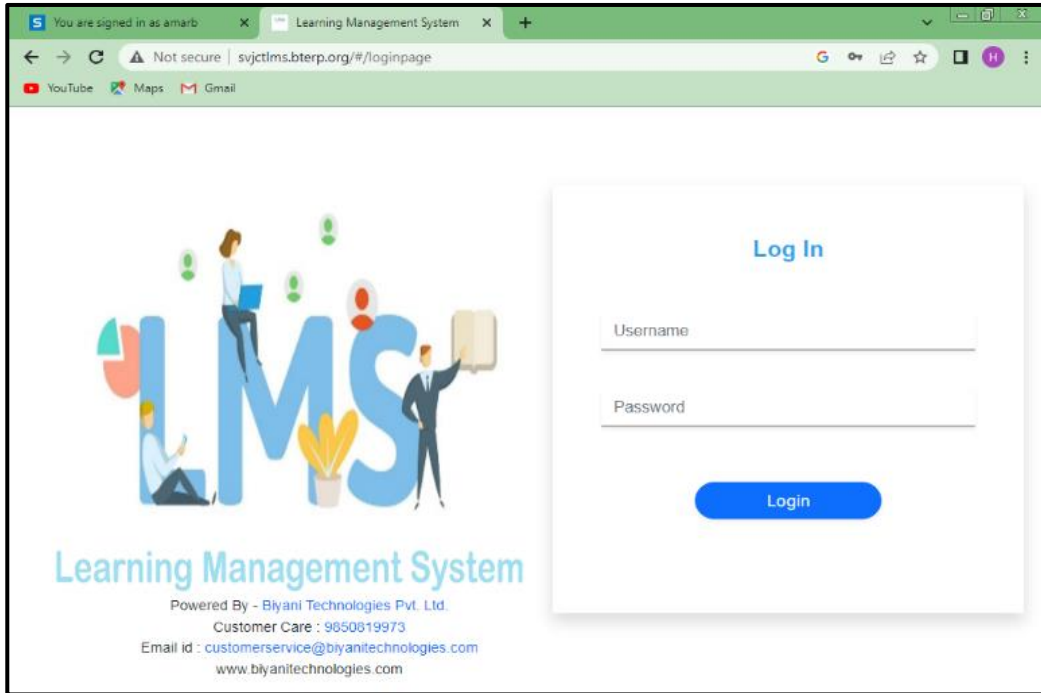 You are signed in as amarb
Learning Management System
Not secure | svjctlms.bterp.org/#/loginpage
YouTube Maps Gmail
LMS
Learning Management System
Powered By - Biyani Technologies Pvt. Ltd.
Customer Care : 9850819973
Email id : customerservice@biyanitechnologies.com
www.biyanitechnologies.com
Log In
Username
Password
Login